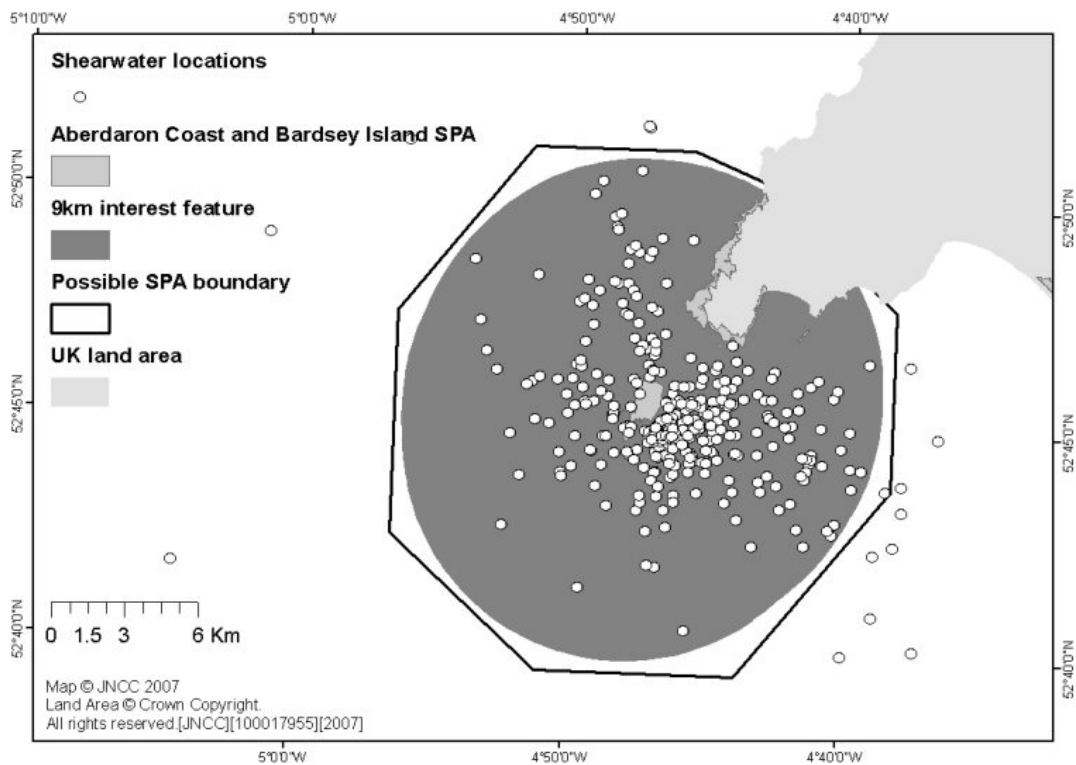 5°10'0"W 5°0'0"W 4°50'0"W 4°40'0"W
Shearwater locations
Aberdaron Coast and Bardsey Island SPA
52°50'0"N
52°50'0"N
9km interest feature
Possible SPA boundary
UK land area
52°45'0"N
52°45'0"N
52°40'0"N
52°40'0"N
0 1.5 3 6 Km
Map © JNCC 2007
Land Area © Crown Copyright.
All rights reserved.[JNCC][100017955][2007]
5°0'0"W 4°50'0"W 4°40'0"W